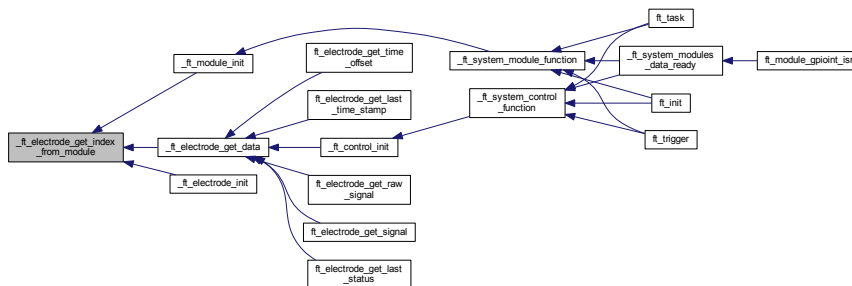 ft_task
ft_electrode_get_time
_offset
_ft_module_init
_ft_system_module_function
_ft_system_modules
_data_ready
ft_module_gpioint_isr
ft_electrode_get_last
_time_stamp
_ft_system_control
_function
ft_init
_ft_electrode_get_index
_from_module
_ft_electrode_get_data
_ft_control_init
ft_trigger
_ft_electrode_init
ft_electrode_get_raw
_signal
ft_electrode_get_signal
ft_electrode_get_last
_status